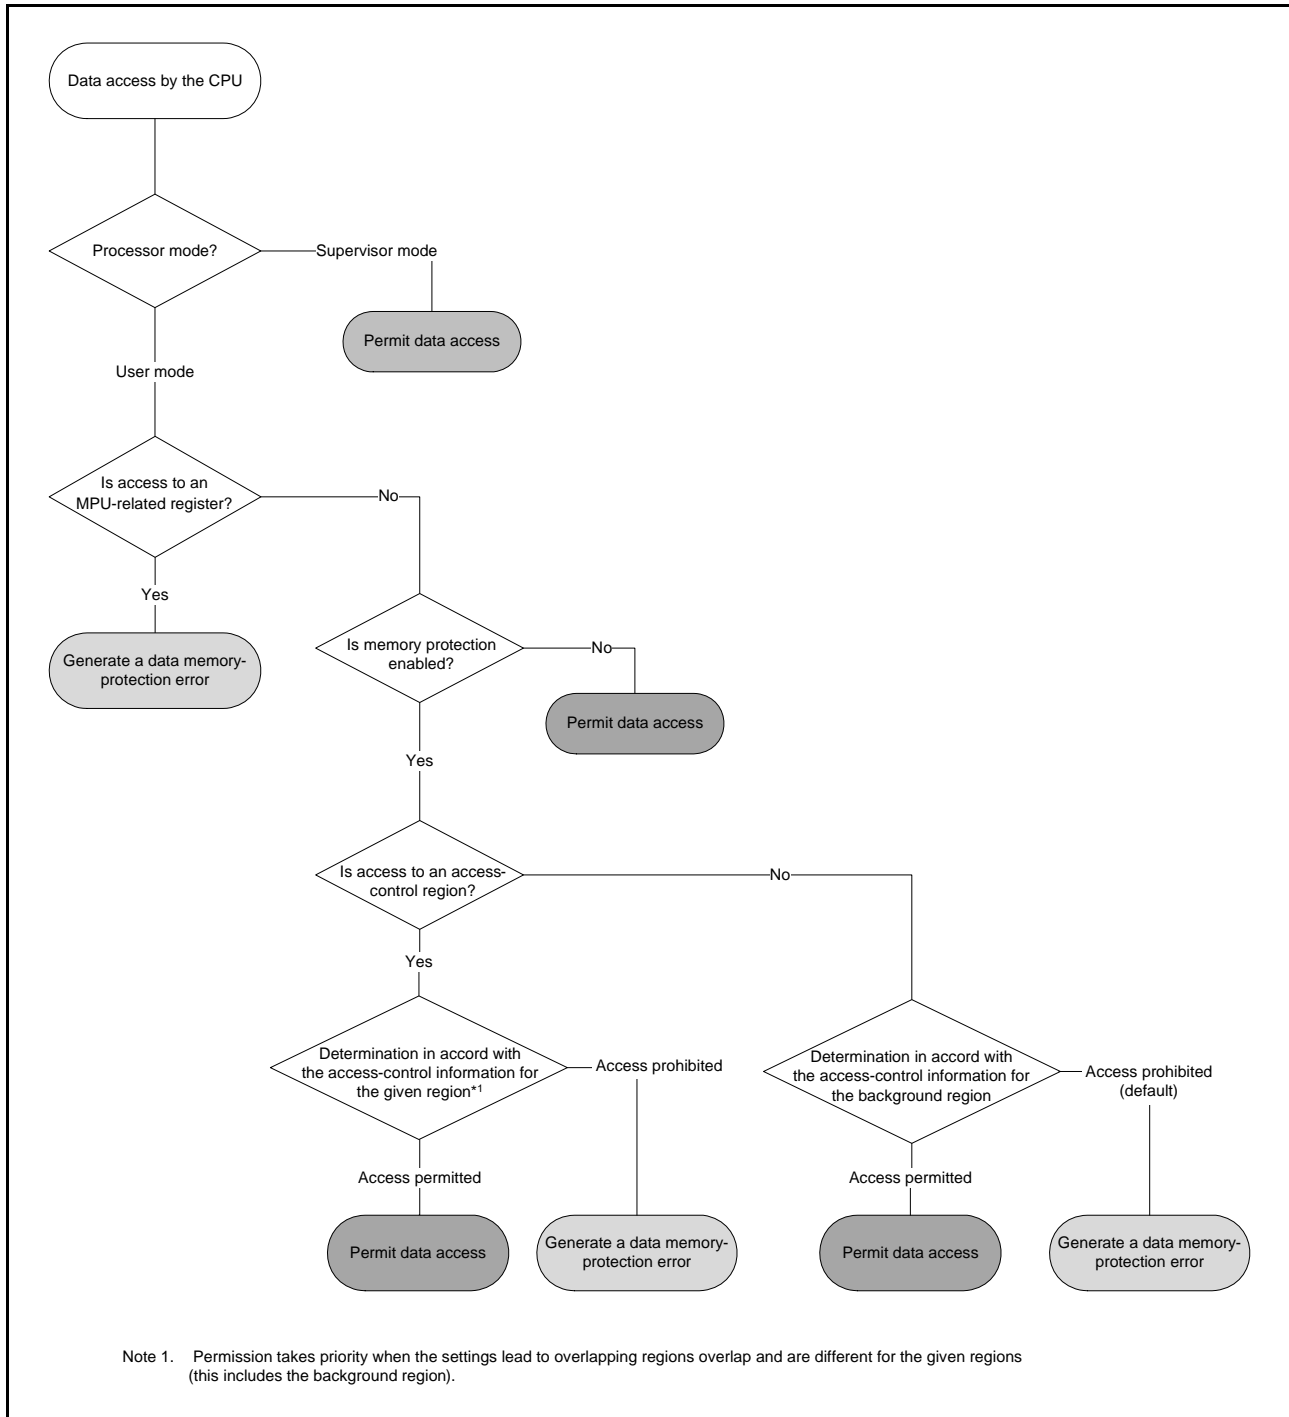 Data access by the CPU
Processor mode?
Supervisor mode
Permit data access
User mode
Is access to an
MPU-related register?
No
Yes
Generate a data memory-
protection error
Is memory protection
enabled?
No
Permit data access
Yes
Is access to an access-
control region?
No
Yes
Determination in accord with
the access-control information for
the given region*1
Access prohibited
Determination in accord with
the access-control information for
the background region
Access prohibited
(default)
Access permitted
Access permitted
Permit data access
Generate a data memory-
protection error
Permit data access
Generate a data memory-
protection error
Note 1. Permission takes priority when the settings lead to overlapping regions overlap and are different for the given regions
(this includes the background region).